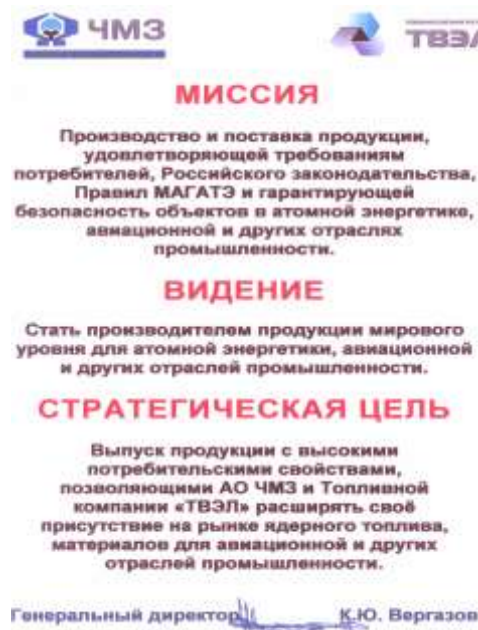 ЧМЗ
ТВЭЛ
МИССИЯ
Производство и поставка продукции,
удовлетворяющей требованиям
потребителей, Российского законодательства,
Правил МАГАТЭ и гарантирующей
безопасность объектов в атомной энергетике,
авиационной и других отраслях
промышленности.
ВИДЕНИЕ
Стать производителем продукции мирового
уровня для атомной энергетики, авиационной
и других отраслей промышленности.
СТРАТЕГИЧЕСКАЯ ЦЕЛЬ
Выпуск продукции с высокими
потребительскими свойствами,
позволяющими АО ЧМЗ и Топливной
компании «ТВЭЛ» расширять своё
присутствие на рынке ядерного топлива,
материалов для авиационной и других
отраслей промышленности.
Генеральный директор К.Ю. Вергазов